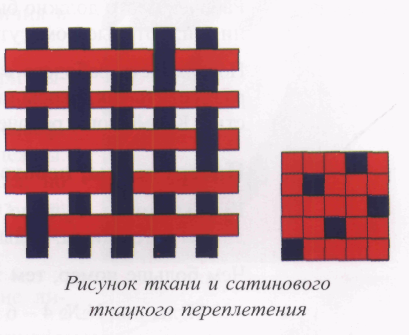 Рисунок ткани и сатинового
ткацкого переплетения